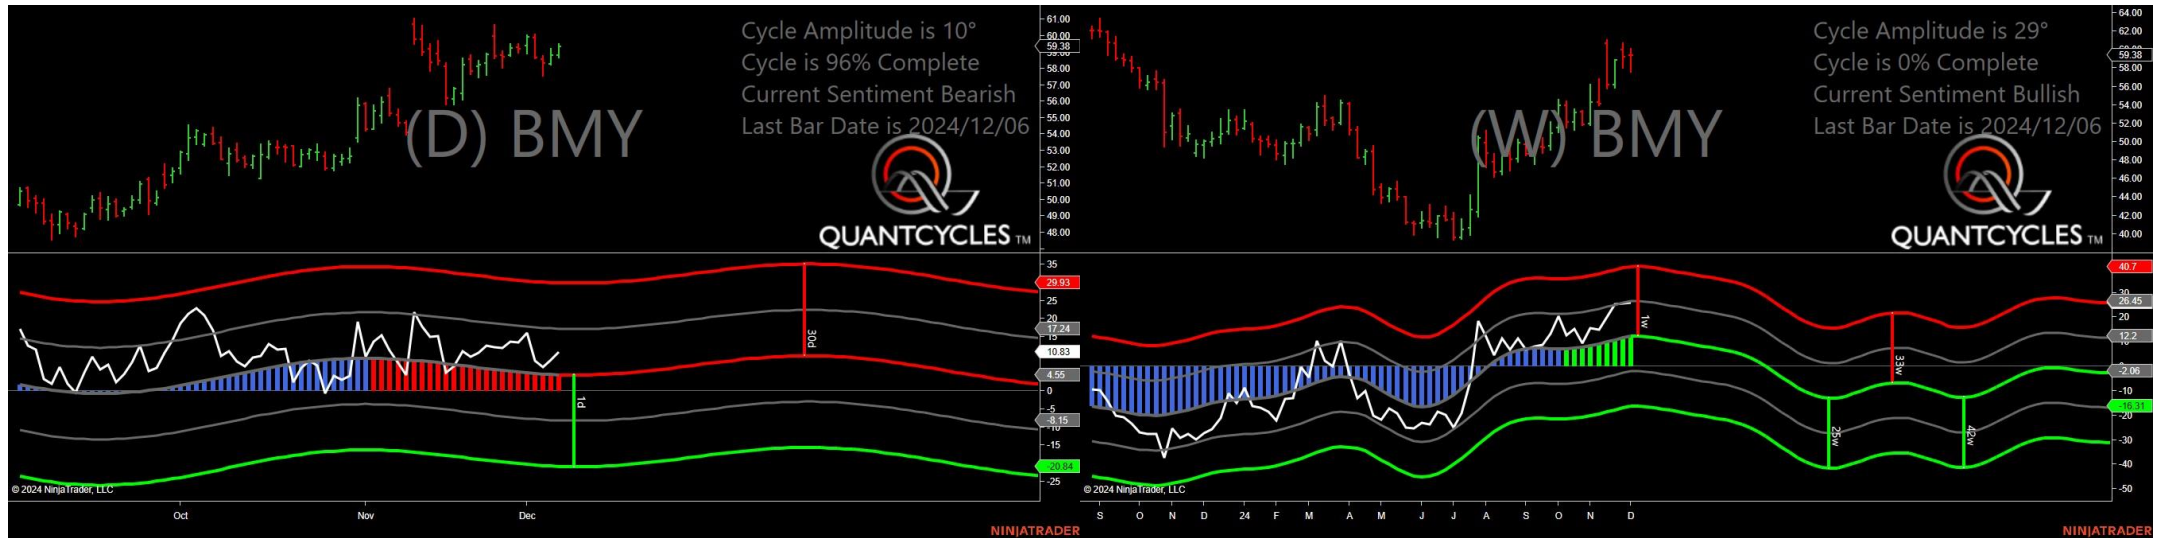 Cycle Amplitude is 10°
Cycle is 96% Complete
Current Sentiment Bearish
Last Bar Date is 2024/12/06
(D) BMY
QUANTCYCLES TM
61.00
60.00
59.38
58.00
57.00
56.00
55.00
54.00
53.00
52.00
51.00
50.00
49.00
48.00
35
29.93
25
20
17.24
15
10.83
4.55
0
-5
-8.15
-10
-15
-20.84
-25
30d
1d
© 2024 NinjaTrader, LLC
Oct Nov Dec
NINJATRADER
Cycle Amplitude is 29°
Cycle is 0% Complete
Current Sentiment Bullish
Last Bar Date is 2024/12/06
(W) BMY
QUANTCYCLES TM
64.00
62.00
59.38
58.00
56.00
54.00
52.00
50.00
48.00
46.00
44.00
42.00
40.00
40.7
30
26.45
20
12.2
10
0
-2.06
-10
-16.31
-20
-30
-40
-50
1w
33w
25w
42w
© 2024 NinjaTrader, LLC
S O N D 24 F M A M J J A S O N D
NINJATRADER